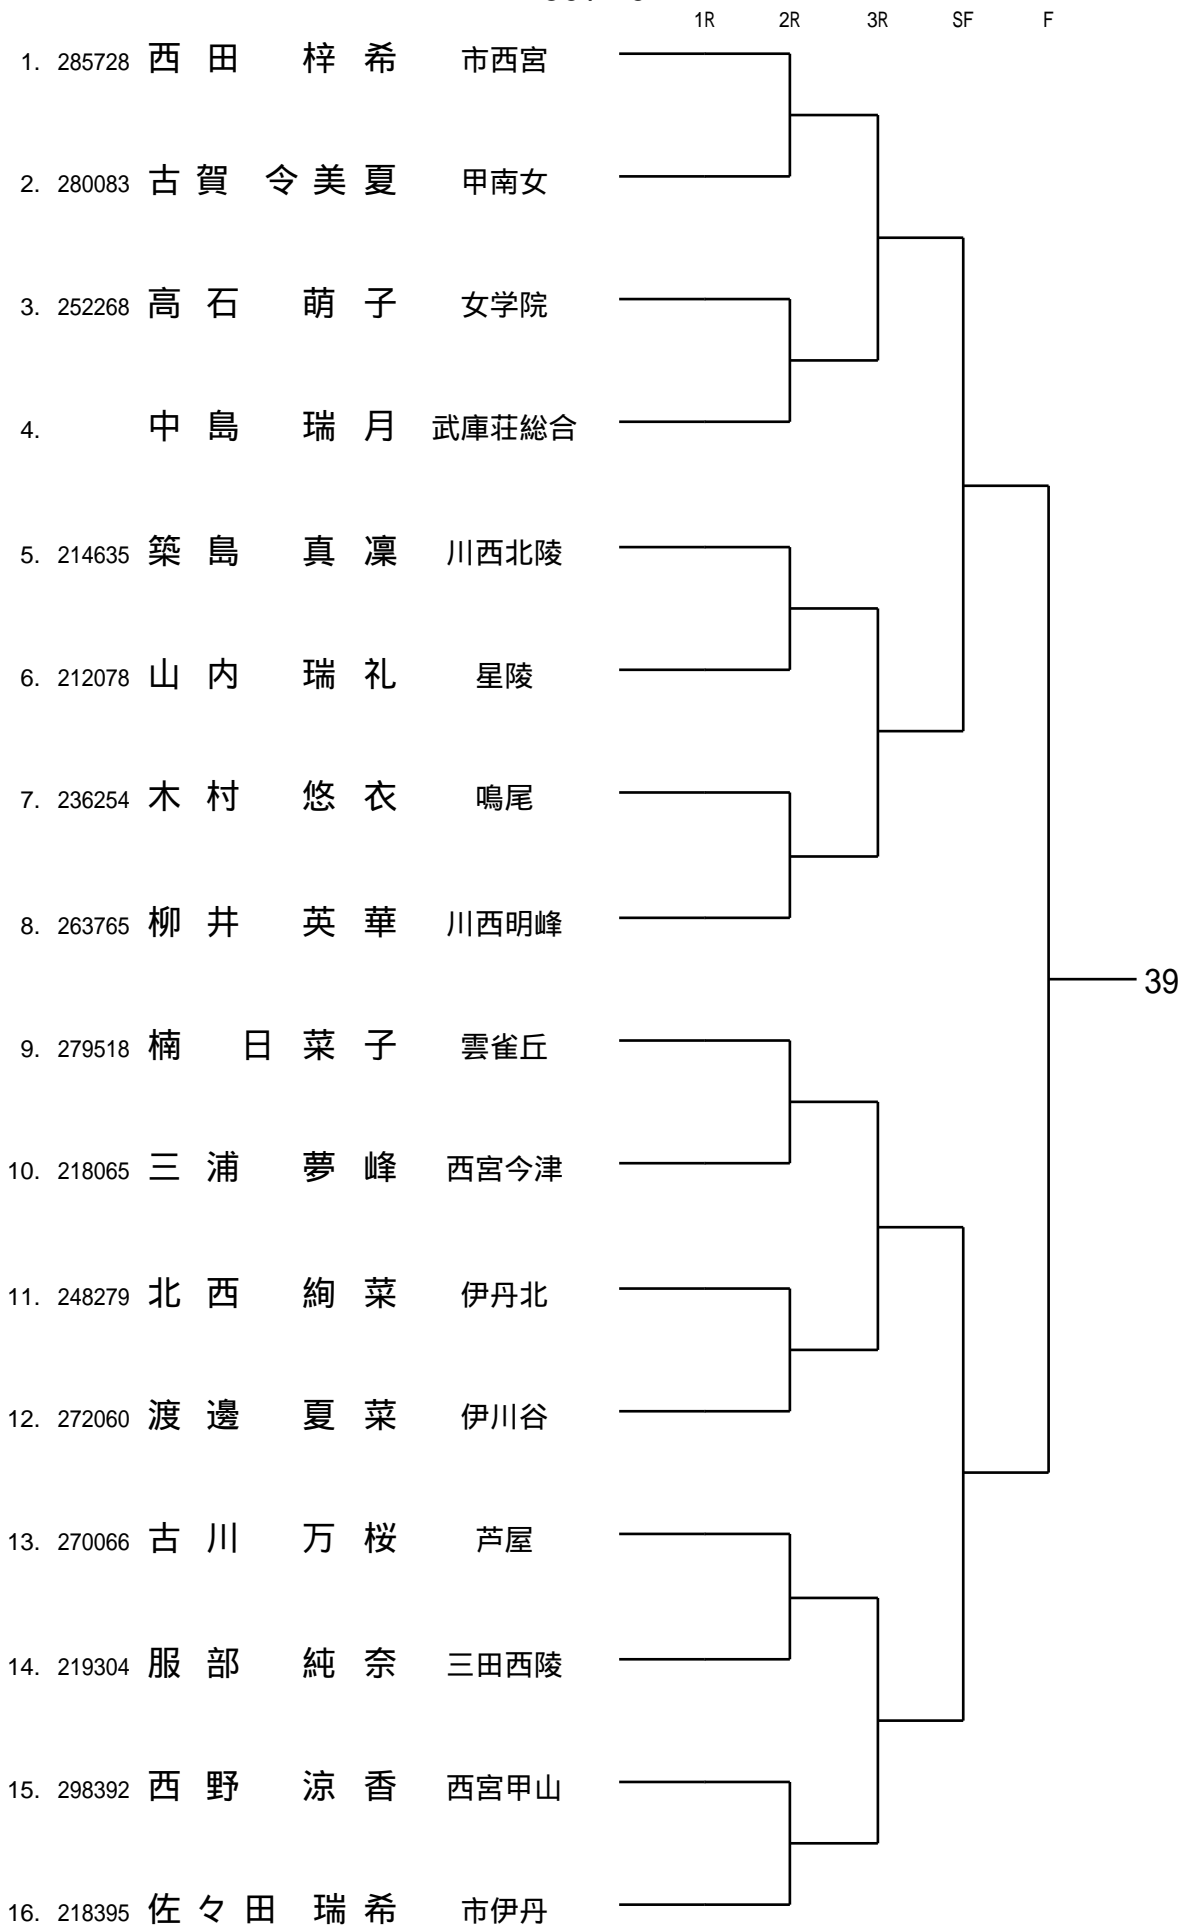 1R 2R 3R SF F
1. 285728 西田 梓希 市西宮
2. 280083 古賀 令美夏 甲南女
3. 252268 高石 萌子 女学院
4. 中島 瑞月 武庫荘総合
5. 214635 築島 真凜 川西北陵
6. 212078 山内 瑞礼 星陵
7. 236254 木村 悠衣 鳴尾
8. 263765 柳井 英華 川西明峰
39
9. 279518 楠 日菜子 雲雀丘
10. 218065 三浦 夢峰 西宮今津
11. 248279 北西 絢菜 伊丹北
12. 272060 渡邊 夏菜 伊川谷
13. 270066 古川 万桜 芦屋
14. 219304 服部 純奈 三田西陵
15. 298392 西野 涼香 西宮甲山
16. 218395 佐々田 瑞希 市伊丹